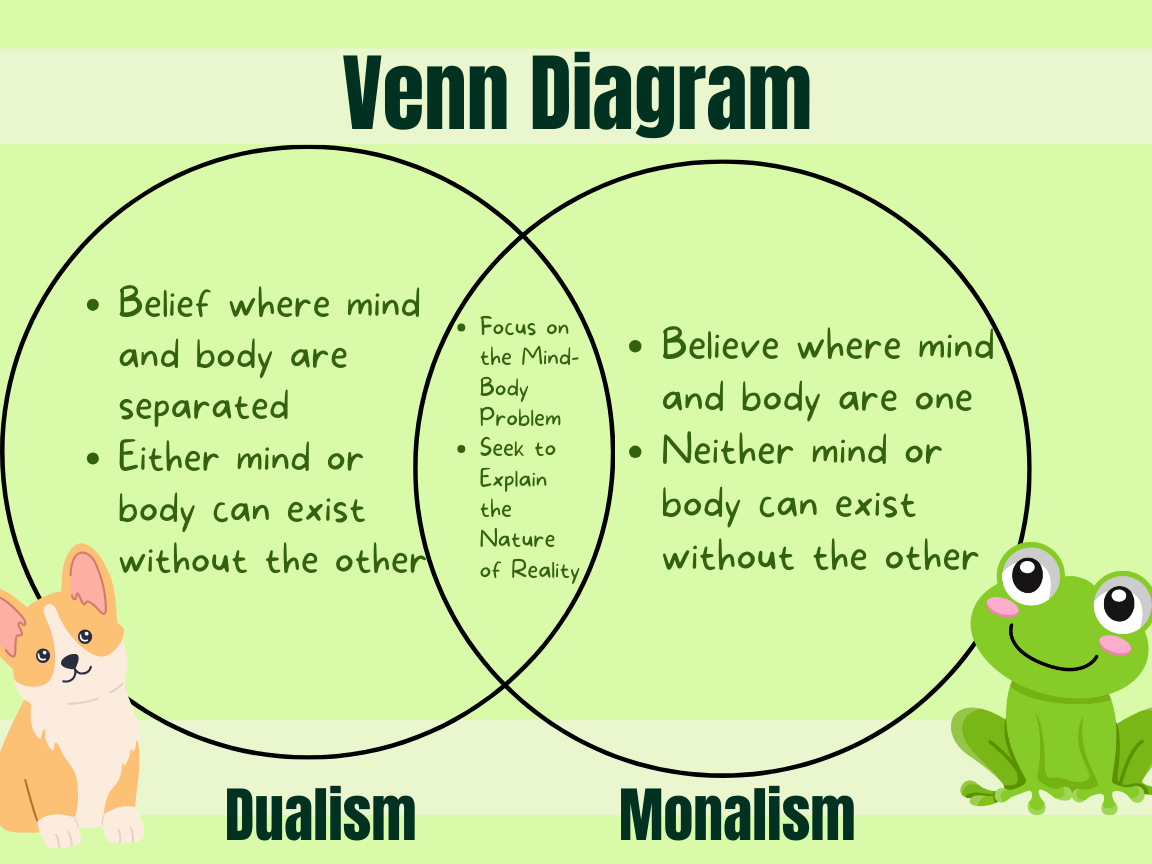 Venn Diagram
• Belief where mind
and body are
separated
• Either mind or
body can exist
without the other
• Focus on
the Mind-
Body
Problem
• Seek to
Explain
the
Nature
of Reality
• Believe where mind
and body are one
• Neither mind or
body can exist
without the other
Dualism
Monalism